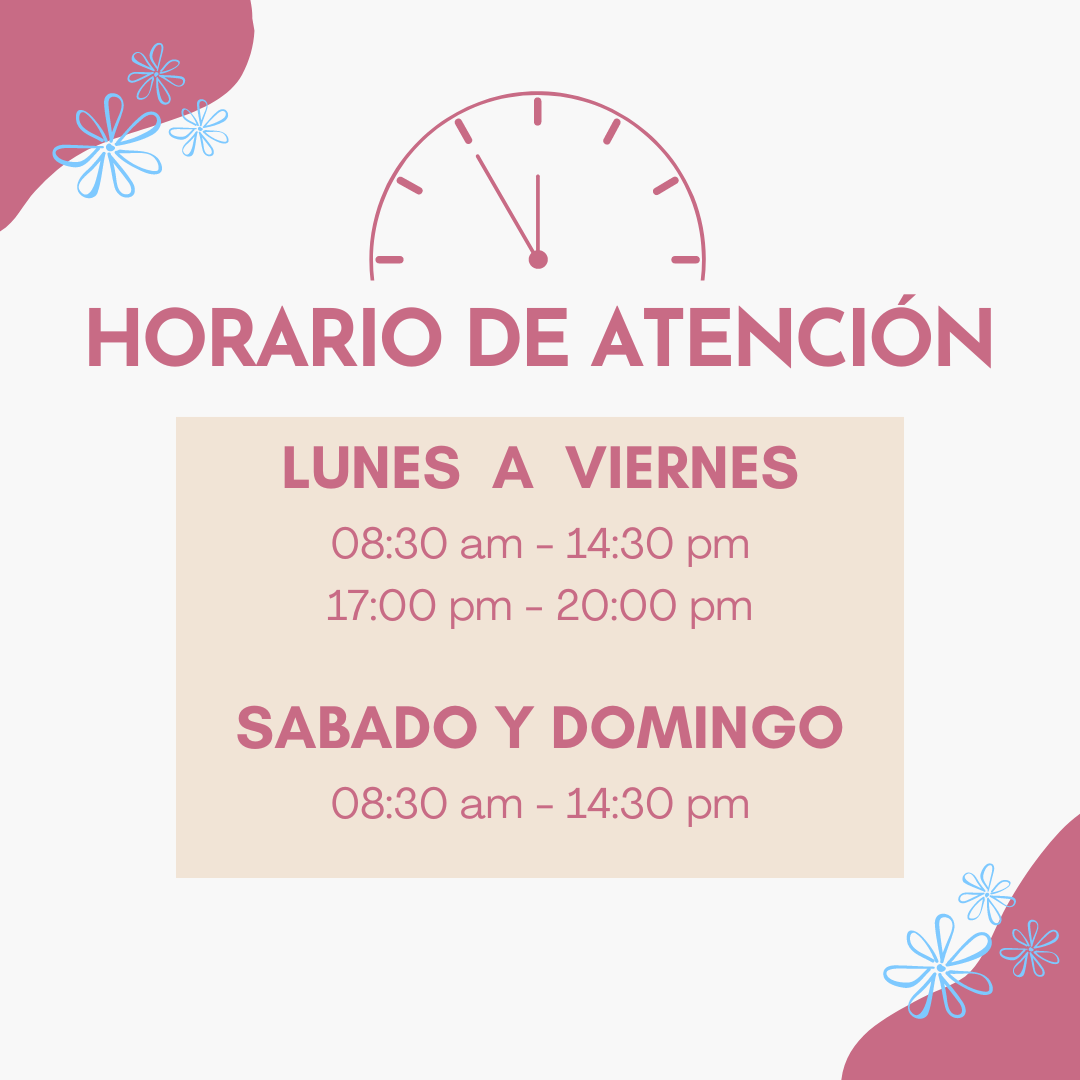 HORARIO DE ATENCIÓN
LUNES A VIERNES
08:30 am - 14:30 pm
17:00 pm - 20:00 pm
SABADO Y DOMINGO
08:30 am - 14:30 pm